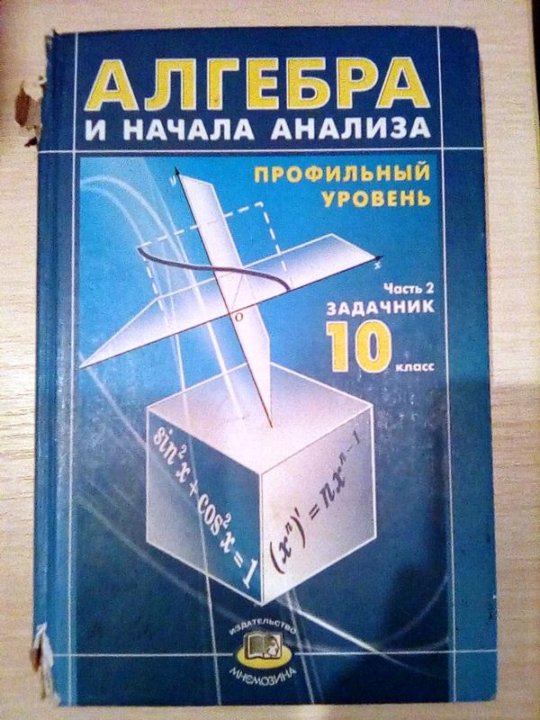 АЛГЕБРА
И НАЧАЛА АНАЛИЗА
ПРОФИЛЬНЫЙ
УРОВЕНЬ
y
x
O
Часть 2
ЗАДАЧНИК
10
класс
sin²x + cos²x = 1
(xⁿ)' = nxⁿ⁻¹
ИЗДАТЕЛЬСТВО
МНЕМОЗИНА